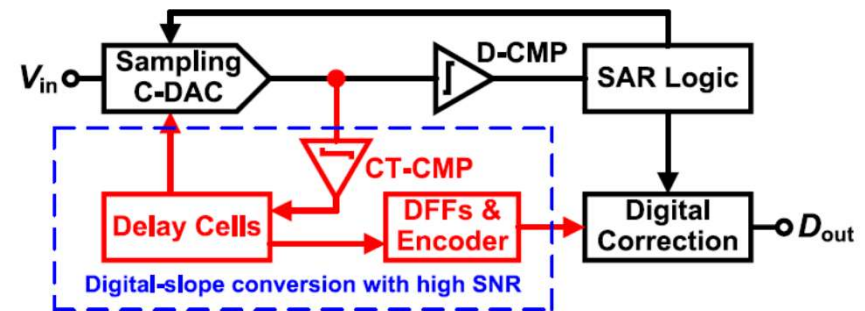 Sampling
C-DAC
Vin
D-CMP
SAR Logic
CT-CMP
Delay Cells
DFFs &
Encoder
Digital
Correction
Dout
Digital-slope conversion with high SNR